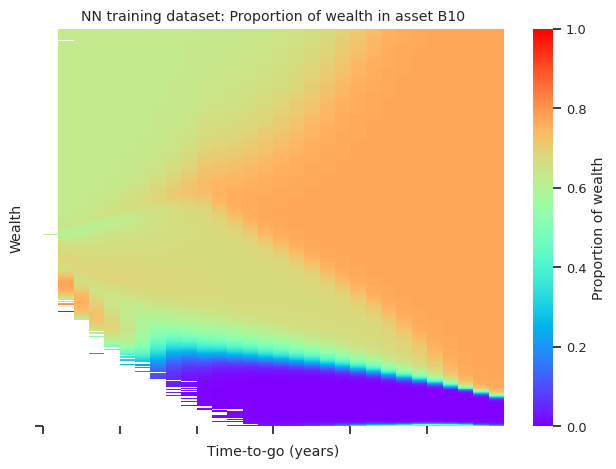 NN training dataset: Proportion of wealth in asset B10
Wealth
Time-to-go (years)
1.0
0.8
0.6
0.4
0.2
0.0
Proportion of wealth